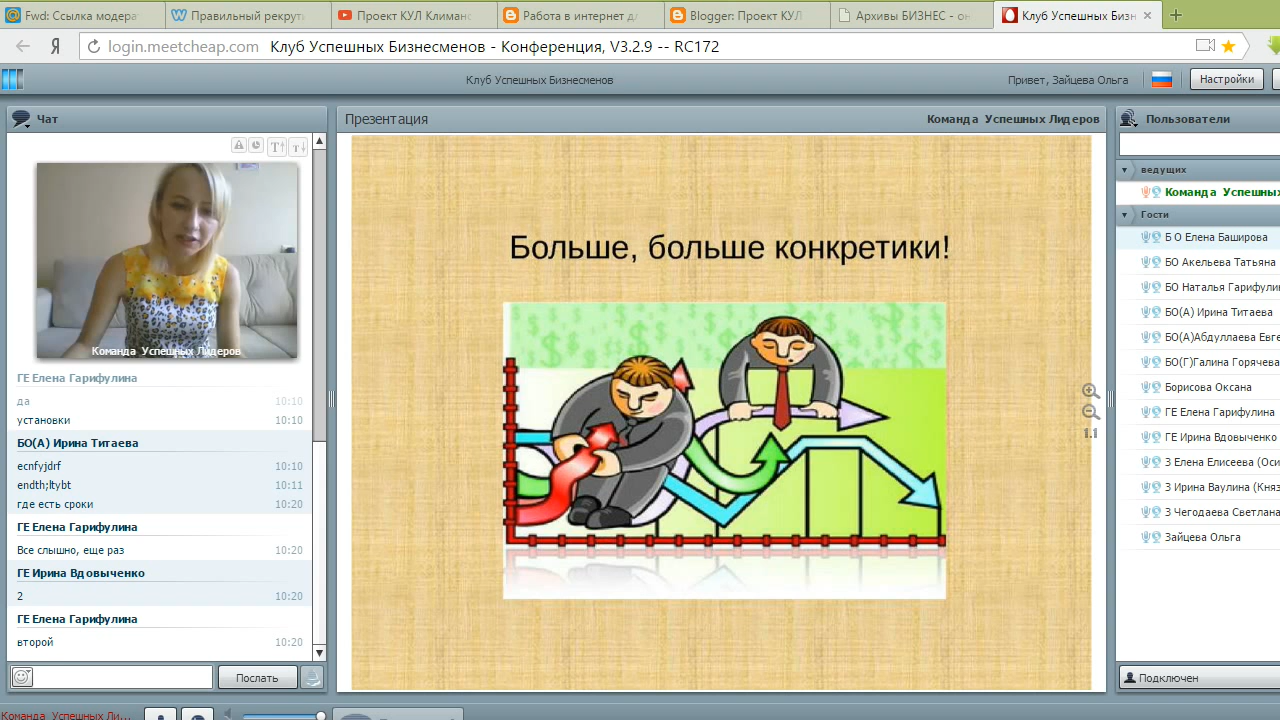 Fwd: Ссылка модера
Правильный рекрут
Проект КУЛ Климан
Работа в интернет д
Blogger: Проект КУЛ
Архивы БИЗНЕС - он
Клуб Успешных Бизн
login.meetcheap.com Клуб Успешных Бизнесменов - Конференция, V3.2.9 -- RC172
Клуб Успешных Бизнесменов
Привет, Зайцева Ольга
Настройки
Чат
Команда Успешных Лидеров
ГЕ Елена Гарифулина
да 10:10
установки 10:10
БО(А) Ирина Титаева
ecnfyjdrf 10:10
endth;ltybt 10:11
где есть сроки 10:20
ГЕ Елена Гарифулина
Все слышно, еще раз 10:20
ГЕ Ирина Вдовыченко
2 10:20
ГЕ Елена Гарифулина
второй 10:20
Послать
Презентация
Команда Успешных Лидеров
Больше, больше конкретики!
1.1
Пользователи
ведущих
Команда Успешны
Гости
Б О Елена Баширова
БО Акельева Татьяна
БО Наталья Гарифулин
БО(А) Ирина Титаева
БО(А)Абдуллаева Евге
БО(Г)Галина Горячева
Борисова Оксана
ГЕ Елена Гарифулина
ГЕ Ирина Вдовыченко
З Елена Елисеева (Оси
З Ирина Ваулина (Княз
З Чегодаева Светлана
Зайцева Ольга
Подключен
Команда Успешных Ли...